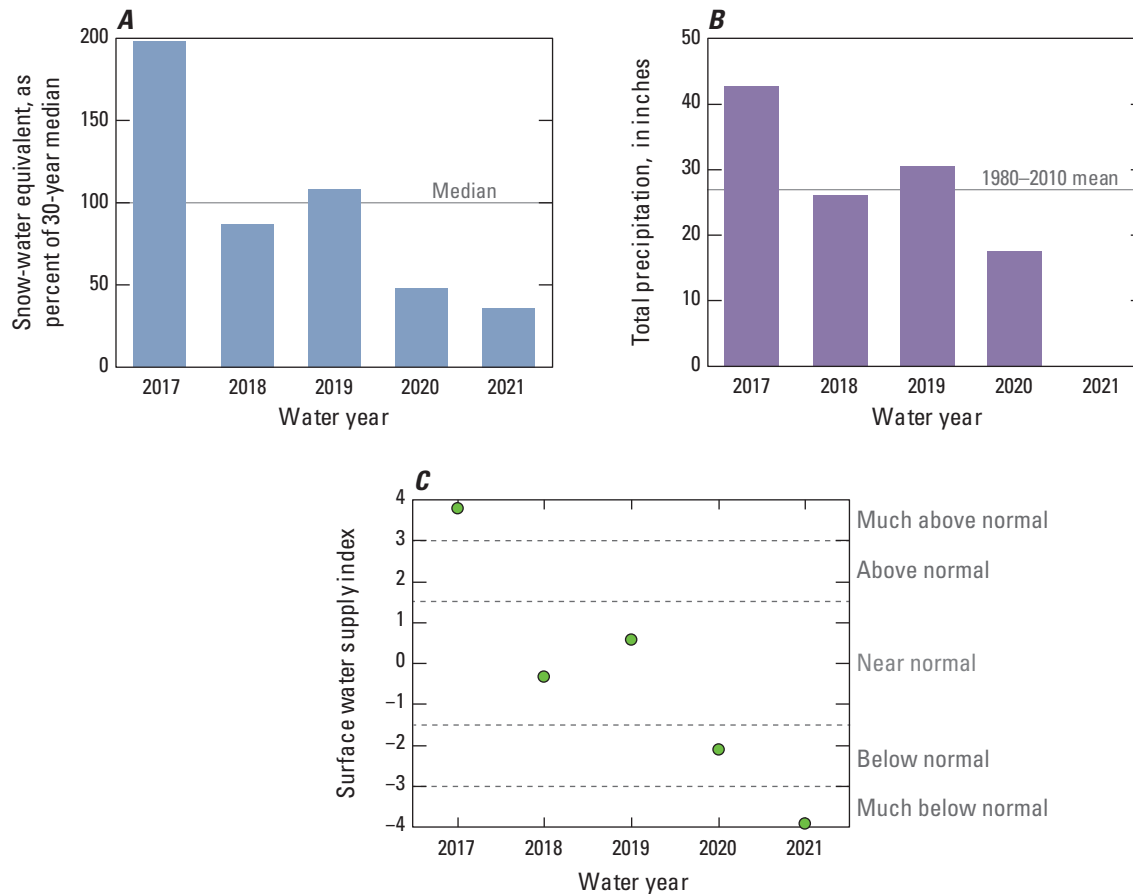 A
Snow-water equivalent, as
percent of 30-year median
200
150
100
50
0
Median
2017
2018
2019
2020
2021
Water year
B
Total precipitation, in inches
50
40
30
20
10
0
1980–2010 mean
2017
2018
2019
2020
2021
Water year
C
Surface water supply index
4
3
2
1
0
–1
–2
–3
–4
Much above normal
Above normal
Near normal
Below normal
Much below normal
2017
2018
2019
2020
2021
Water year